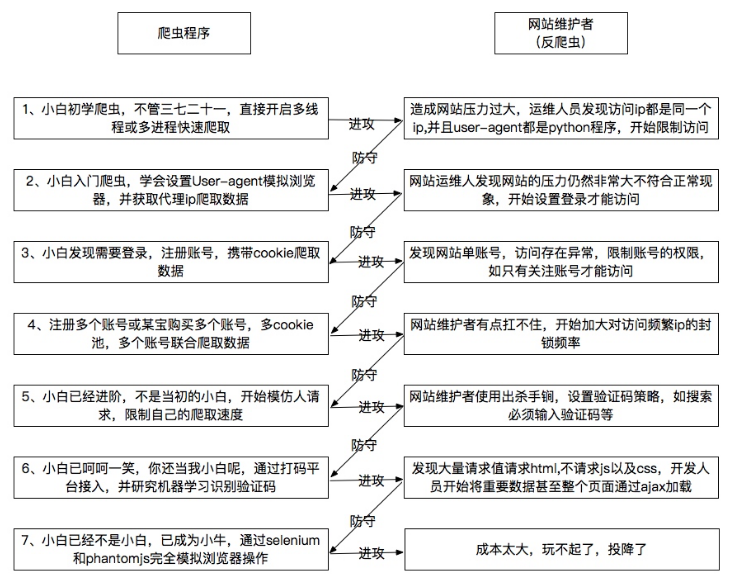 爬虫程序
网站维护者
（反爬虫）
1、小白初学爬虫，不管三七二十一，直接开启多线
程或多进程快速爬取
进攻
造成网站压力过大，运维人员发现访问ip都是同一个
ip,并且user-agent都是python程序，开始限制访问
防守
2、小白入门爬虫，学会设置User-agent模拟浏览
器，并获取代理ip爬取数据
进攻
网站运维人发现网站的压力仍然非常大不符合正常现
象，开始设置登录才能访问
防守
3、小白发现需要登录，注册账号，携带cookie爬取
数据
进攻
发现网站单账号，访问存在异常，限制账号的权限，
如只有关注账号才能访问
防守
4、注册多个账号或某宝购买多个账号，多cookie
池，多个账号联合爬取数据
进攻
网站维护者有点扛不住，开始加大对访问频繁ip的封
锁频率
防守
5、小白已经进阶，不是当初的小白，开始模仿人请
求，限制自己的爬取速度
进攻
网站维护者使用出杀手锏，设置验证码策略，如搜索
必须输入验证码等
防守
6、小白已呵呵一笑，你还当我小白呢，通过打码平
台接入，并研究机器学习识别验证码
进攻
发现大量请求值请求html,不请求js以及css，开发人
员开始将重要数据甚至整个页面通过ajax加载
防守
7、小白已经不是小白，已成为小牛，通过selenium
和phantomjs完全模拟浏览器操作
进攻
成本太大，玩不起了，投降了